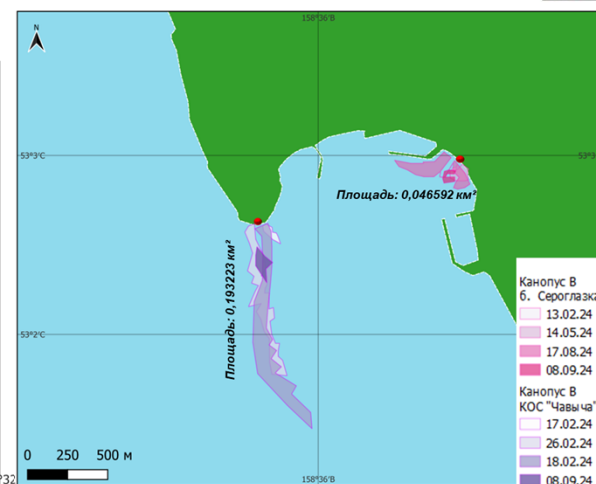 158°36'В
N
53°3'С
53°3
Площадь: 0,046592 км²
Площадь: 0,193223 км²
53°2'С
Канопус В
б. Сероглазка
13.02.24
14.05.24
17.08.24
08.09.24
Канопус В
КОС "Чавыча"
17.02.24
26.02.24
18.02.24
08.09.24
0 250 500 м
°32
158°36'В